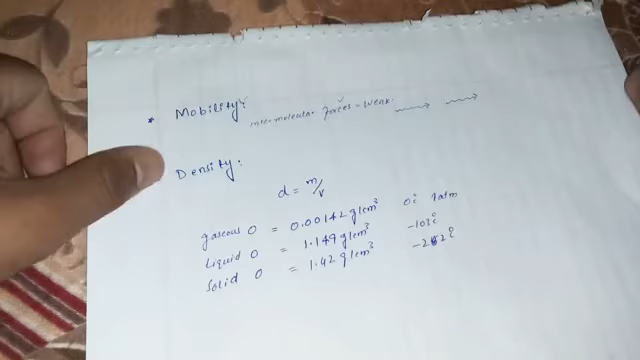 * Mobility:
inter molecular forces - weak.
Density:
d = m/v
gaseous O = 0.00142 g/cm³ 0°C 1atm
Liquid O = 1.149 g/cm³
Solid O = 1.42 g/cm³